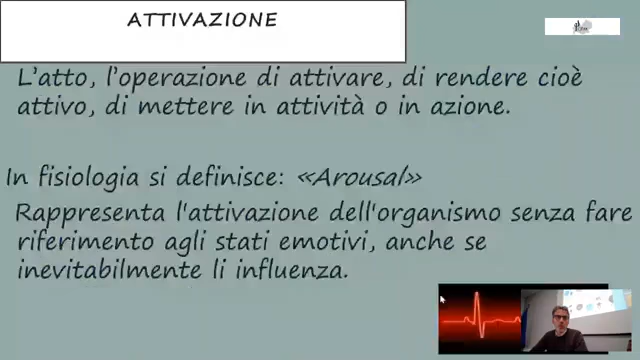 ATTIVAZIONE
L'atto, l'operazione di attivare, di rendere cioè
attivo, di mettere in attività o in azione.
In fisiologia si definisce: «Arousal»
Rappresenta l'attivazione dell'organismo senza fare
riferimento agli stati emotivi, anche se
inevitabilmente li influenza.